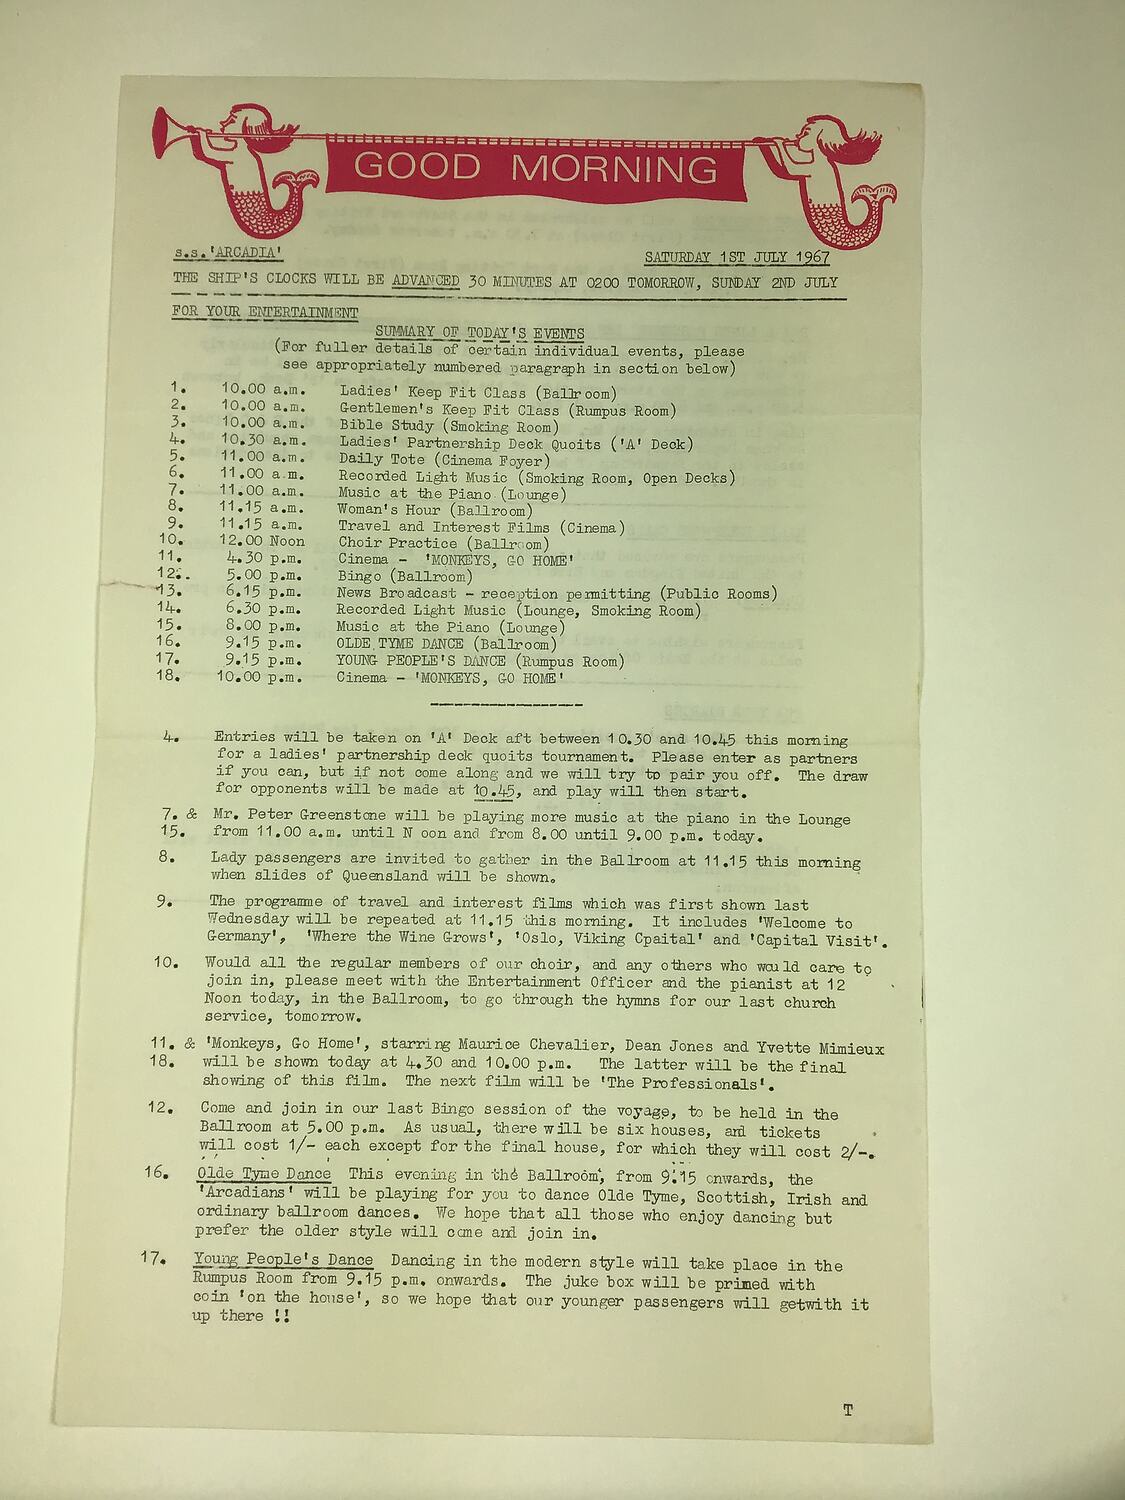 GOOD MORNING
s.s.'ARCADIA' SATURDAY 1ST JULY 1967
THE SHIP'S CLOCKS WILL BE ADVANCED 30 MINUTES AT 0200 TOMORROW, SUNDAY 2ND JULY
FOR YOUR ENTERTAINMENT
SUMMARY OF TODAY'S EVENTS
(For fuller details of certain individual events, please
see appropriately numbered paragraph in section below)
1. 10.00 a.m. Ladies' Keep Fit Class (Ballroom)
2. 10.00 a.m. Gentlemen's Keep Fit Class (Rumpus Room)
3. 10.00 a.m. Bible Study (Smoking Room)
4. 10.30 a.m. Ladies' Partnership Deck Quoits ('A' Deck)
5. 11.00 a.m. Daily Tote (Cinema Foyer)
6. 11.00 a.m. Recorded Light Music (Smoking Room, Open Decks)
7. 11.00 a.m. Music at the Piano (Lounge)
8. 11.15 a.m. Woman's Hour (Ballroom)
9. 11.15 a.m. Travel and Interest Films (Cinema)
10. 12.00 Noon Choir Practice (Ballroom)
11. 4.30 p.m. Cinema - 'MONKEYS, GO HOME'
12. 5.00 p.m. Bingo (Ballroom)
13. 6.15 p.m. News Broadcast - reception permitting (Public Rooms)
14. 6.30 p.m. Recorded Light Music (Lounge, Smoking Room)
15. 8.00 p.m. Music at the Piano (Lounge)
16. 9.15 p.m. OLDE TYME DANCE (Ballroom)
17. 9.15 p.m. YOUNG PEOPLE'S DANCE (Rumpus Room)
18. 10.00 p.m. Cinema - 'MONKEYS, GO HOME'
4. Entries will be taken on 'A' Deck aft between 10.30 and 10.45 this morning
for a ladies' partnership deck quoits tournament. Please enter as partners
if you can, but if not come along and we will try to pair you off. The draw
for opponents will be made at 10.45, and play will then start.
7. & Mr. Peter Greenstone will be playing more music at the piano in the Lounge
15. from 11.00 a.m. until N oon and from 8.00 until 9.00 p.m. today.
8. Lady passengers are invited to gather in the Ballroom at 11.15 this morning
when slides of Queensland will be shown.
9. The programme of travel and interest films which was first shown last
Wednesday will be repeated at 11.15 this morning. It includes 'Welcome to
Germany', 'Where the Wine Grows', 'Oslo, Viking Cpaital' and 'Capital Visit'.
10. Would all the regular members of our choir, and any others who would care to
join in, please meet with the Entertainment Officer and the pianist at 12
Noon today, in the Ballroom, to go through the hymns for our last church
service, tomorrow.
11. & 'Monkeys, Go Home', starring Maurice Chevalier, Dean Jones and Yvette Mimieux
18. will be shown today at 4.30 and 10.00 p.m. The latter will be the final
showing of this film. The next film will be 'The Professionals'.
12. Come and join in our last Bingo session of the voyage, to be held in the
Ballroom at 5.00 p.m. As usual, there will be six houses, and tickets
will cost 1/- each except for the final house, for which they will cost 2/-.
16. Olde Tyme Dance This evening in the Ballroom, from 9.15 onwards, the
'Arcadians' will be playing for you to dance Olde Tyme, Scottish, Irish and
ordinary ballroom dances. We hope that all those who enjoy dancing but
prefer the older style will come and join in.
17. Young People's Dance Dancing in the modern style will take place in the
Rumpus Room from 9.15 p.m. onwards. The juke box will be primed with
coin 'on the house', so we hope that our younger passengers will getwith it
up there !!
T